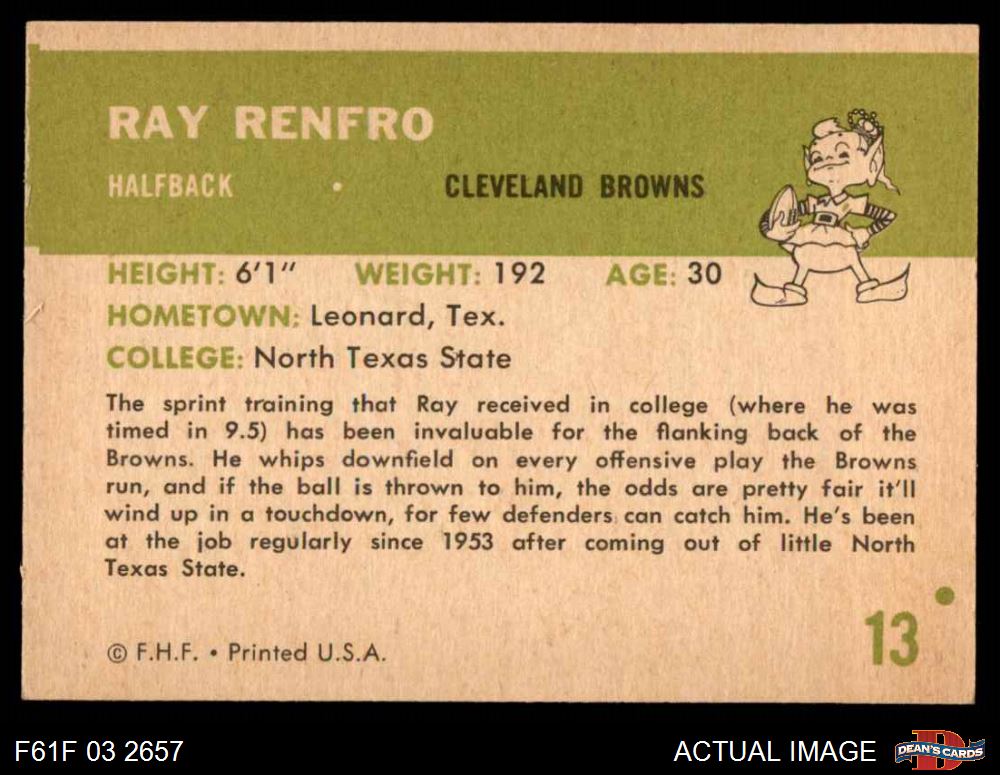 RAY RENFRO
HALFBACK • CLEVELAND BROWNS
HEIGHT: 6'1" WEIGHT: 192 AGE: 30
HOMETOWN: Leonard, Tex.
COLLEGE: North Texas State
The sprint training that Ray received in college (where he was
timed in 9.5) has been invaluable for the flanking back of the
Browns. He whips downfield on every offensive play the Browns
run, and if the ball is thrown to him, the odds are pretty fair it'll
wind up in a touchdown, for few defenders can catch him. He's been
at the job regularly since 1953 after coming out of little North
Texas State.
13
© F.H.F. • Printed U.S.A.
F61F 03 2657
ACTUAL IMAGE
DEAN'S CARDS